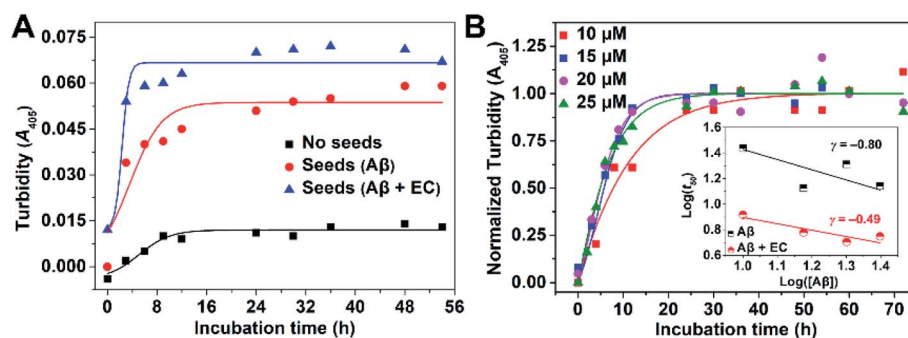 A
0.075
0.060
0.045
0.030
0.015
0.000
Turbidity (A405)
No seeds
Seeds (Aβ)
Seeds (Aβ + EC)
0 8 16 24 32 40 48 56
Incubation time (h)
B
1.25
1.00
0.75
0.50
0.25
0.00
Normalized Turbidity (A405)
10 µM
15 µM
20 µM
25 µM
1.6
1.4
1.2
1.0
0.8
0.6
Log(t50)
γ = –0.80
γ = –0.49
Aβ
Aβ + EC
1.0 1.1 1.2 1.3 1.4
Log([Aβ])
0 10 20 30 40 50 60 70
Incubation time (h)